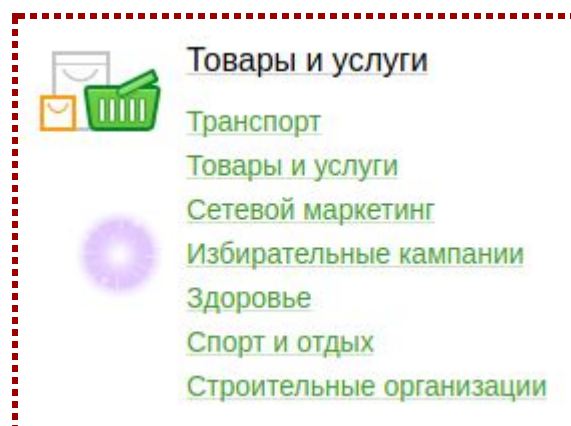 Товары и услуги
Транспорт
Товары и услуги
Сетевой маркетинг
Избирательные кампании
Здоровье
Спорт и отдых
Строительные организации